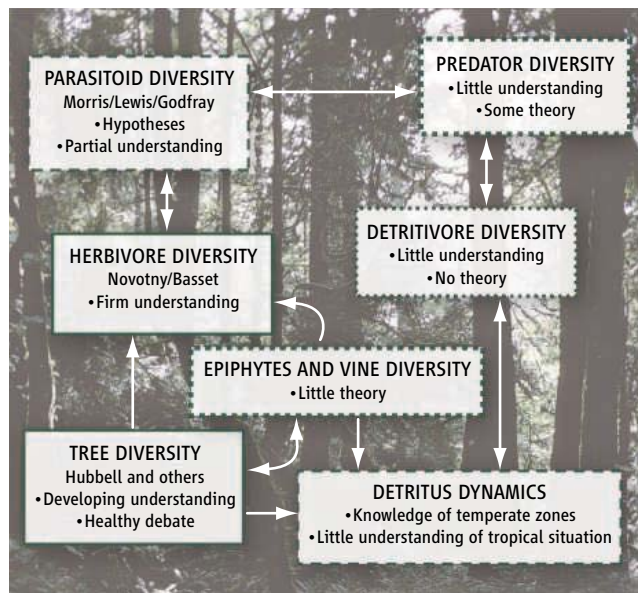 PARASITOID DIVERSITY
Morris/Lewis/Godfray
•Hypotheses
•Partial understanding
PREDATOR DIVERSITY
•Little understanding
•Some theory
HERBIVORE DIVERSITY
Novotny/Basset
•Firm understanding
DETRITIVORE DIVERSITY
•Little understanding
•No theory
EPIPHYTES AND VINE DIVERSITY
•Little theory
TREE DIVERSITY
Hubbell and others
•Developing understanding
•Healthy debate
DETRITUS DYNAMICS
•Knowledge of temperate zones
•Little understanding of tropical situation